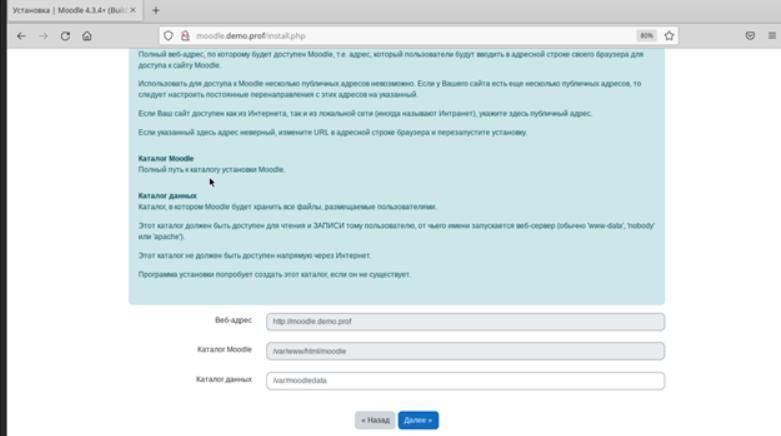 Установка | Moodle 4.3.4+ (Build
moodle.demo.prof/install.php
80%
Полный веб-адрес, по которому будет доступен Moodle, т.е. адрес, который пользователи будут вводить в адресной строке своего браузера для
доступа к сайту Moodle.
Использовать для доступа к Moodle несколько публичных адресов невозможно. Если у Вашего сайта есть еще несколько публичных адресов, то
следует настроить постоянные перенаправления с этих адресов на указанный.
Если Ваш сайт доступен как из Интернета, так и из локальной сети (иногда называют Интранет), укажите здесь публичный адрес.
Если указанный здесь адрес неверный, измените URL в адресной строке браузера и перезапустите установку.
Каталог Moodle
Полный путь к каталогу установки Moodle.
Каталог данных
Каталог, в котором Moodle будет хранить все файлы, размещаемые пользователями.
Этот каталог должен быть доступен для чтения и ЗАПИСИ тому пользователю, от чьего имени запускается веб-сервер (обычно 'www-data', 'nobody'
или 'apache').
Этот каталог не должен быть доступен напрямую через Интернет.
Программа установки попробует создать этот каталог, если он не существует.
Веб-адрес
http://moodle.demo.prof
Каталог Moodle
/var/www/html/moodle
Каталог данных
/var/moodledata
« Назад
Далее »